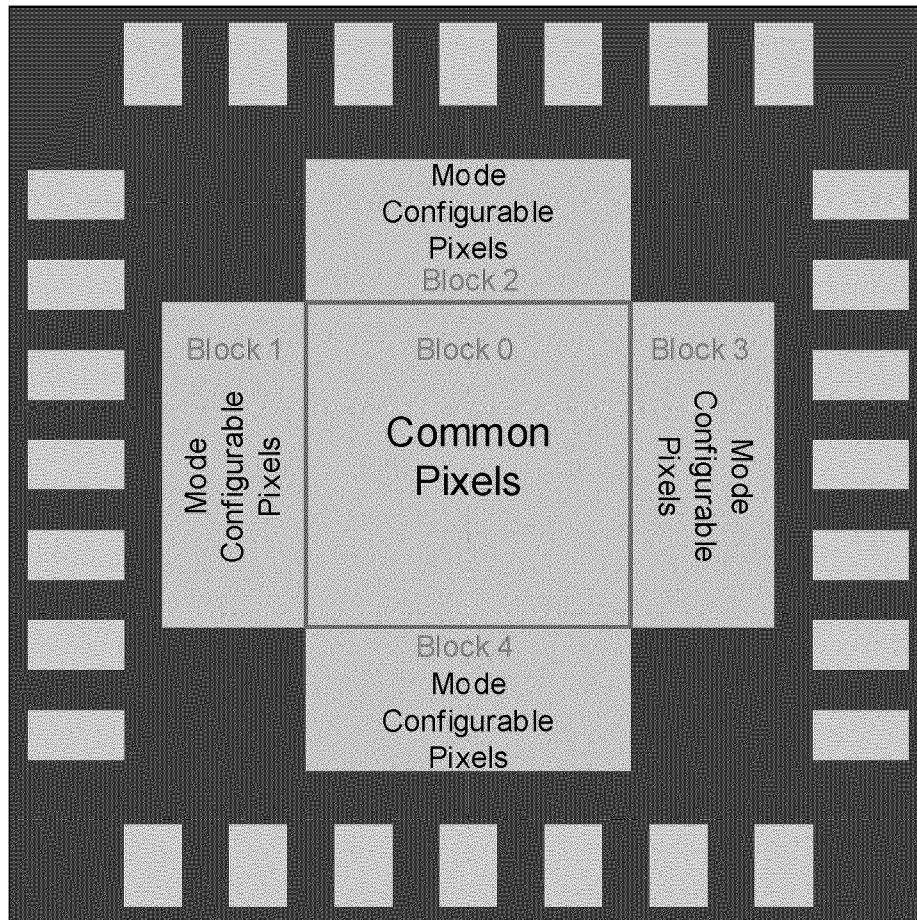 Mode
Configurable
Pixels
Block 2
Block 1
Mode
Configurable
Pixels
Block 0
Common
Pixels
Block 3
Mode
Configurable
Pixels
Block 4
Mode
Configurable
Pixels